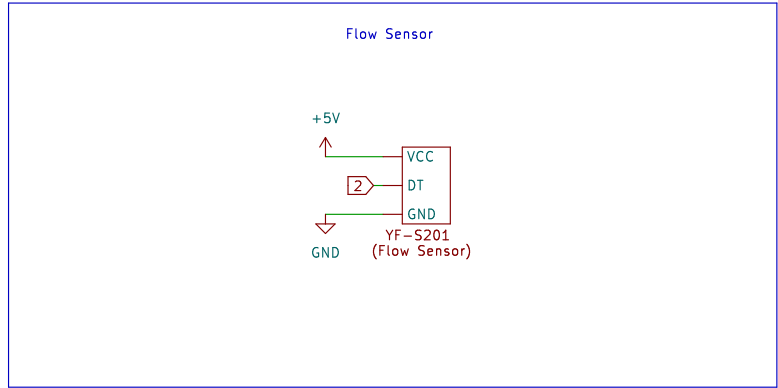 Flow Sensor
+5V
VCC
2
DT
GND
YF-S201
(Flow Sensor)
GND